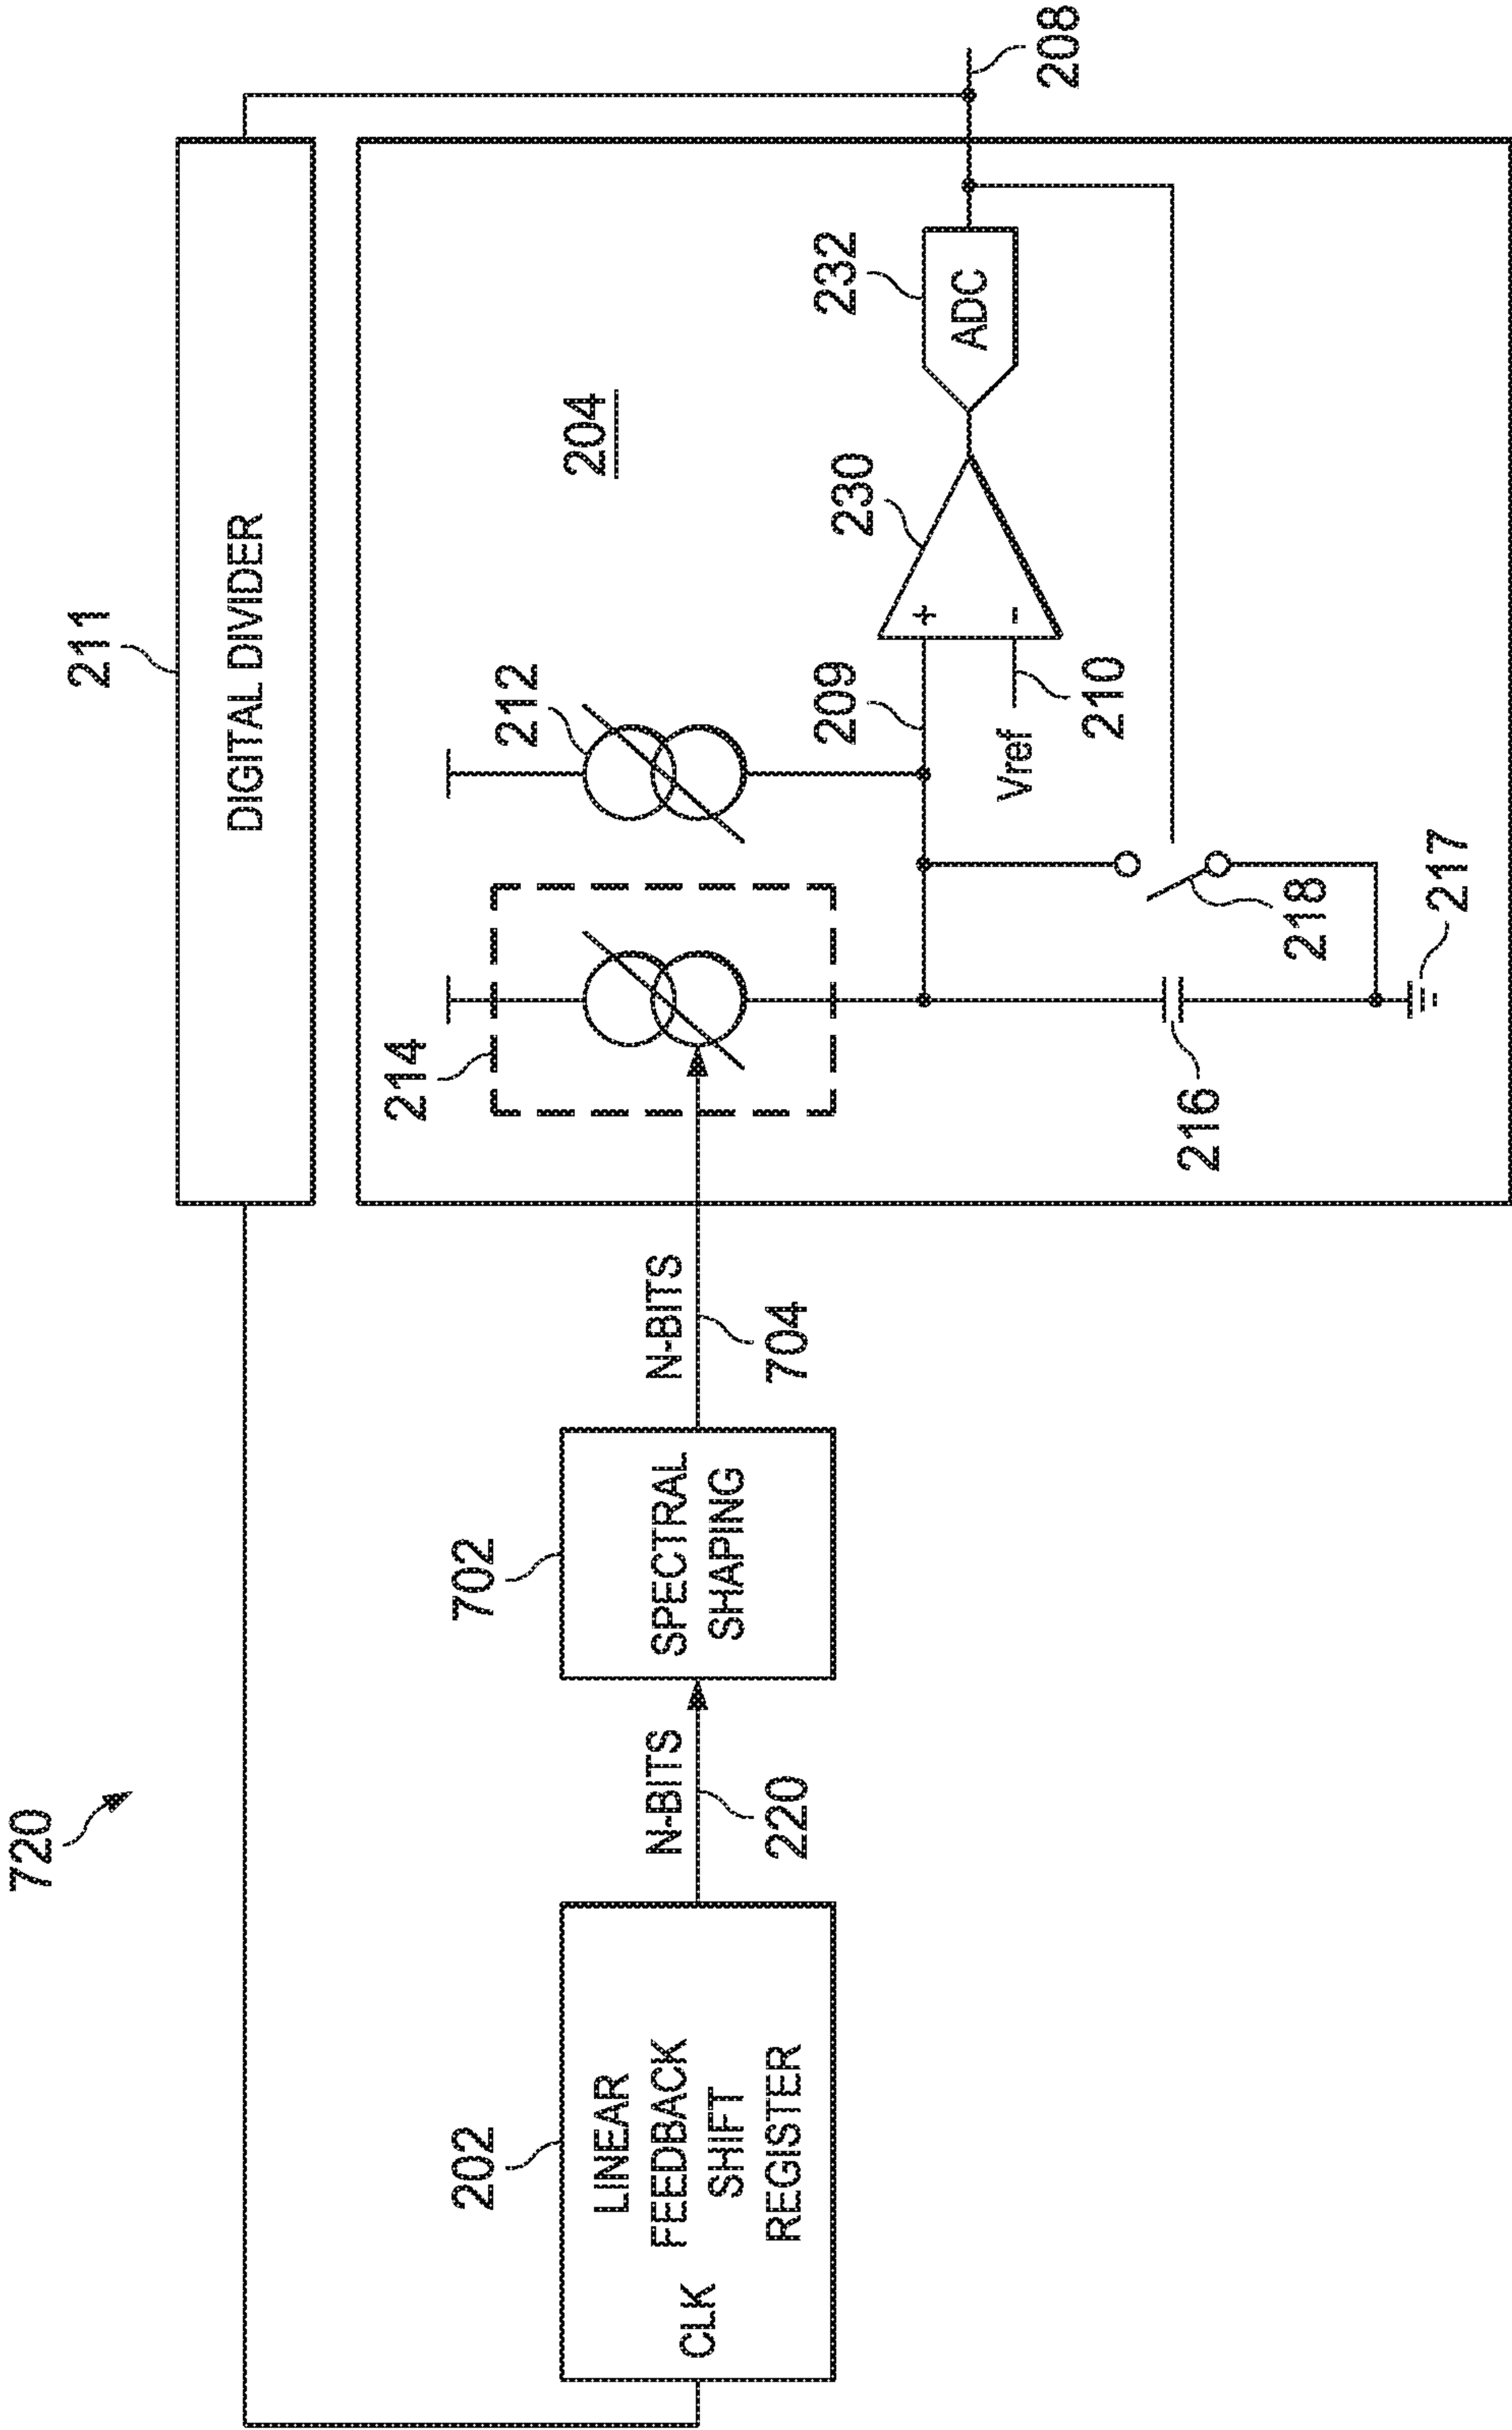 720
211
DIGITAL DIVIDER
202
LINEAR
FEEDBACK
SHIFT
REGISTER
CLK
N-BITS
220
702
SPECTRAL
SHAPING
N-BITS
704
214
212
204
209
Vref
210
+
-
230
232
ADC
208
216
218
217